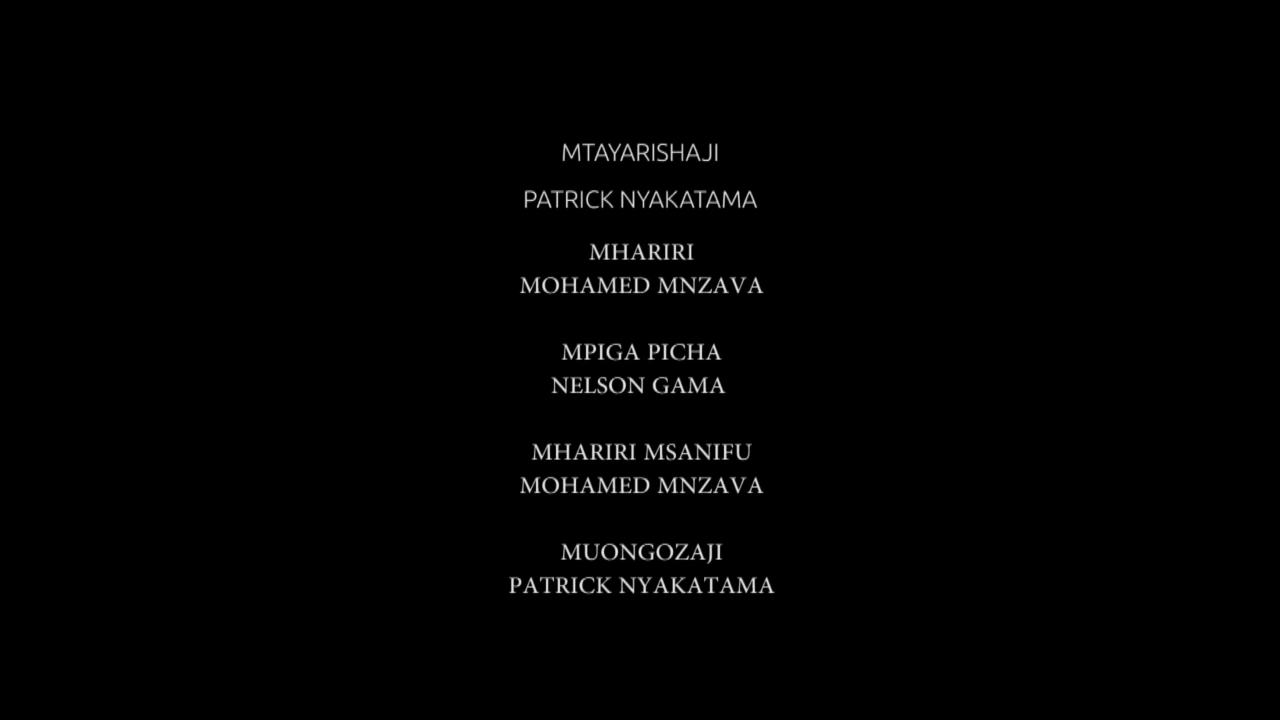 MTAYARISHAJI
PATRICK NYAKATAMA
MHARIRI
MOHAMED MNZAVA
MPIGA PICHA
NELSON GAMA
MHARIRI MSANIFU
MOHAMED MNZAVA
MUONGOZAJI
PATRICK NYAKATAMA